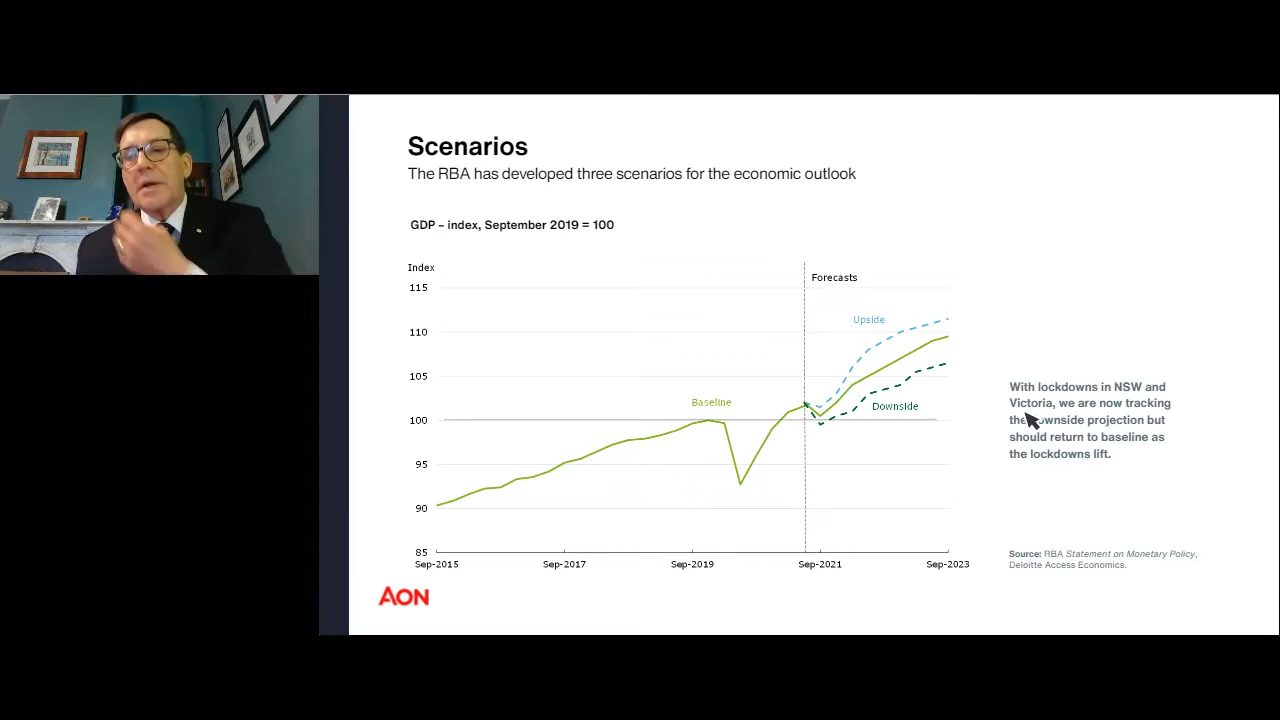 Scenarios
The RBA has developed three scenarios for the economic outlook
GDP – index, September 2019 = 100
Index
Forecasts
115
Upside
110
105
Baseline
Downside
100
95
90
85
Sep-2015 Sep-2017 Sep-2019 Sep-2021 Sep-2023
With lockdowns in NSW and
Victoria, we are now tracking
the downside projection but
should return to baseline as
the lockdowns lift.
Source: RBA Statement on Monetary Policy,
Deloitte Access Economics.
AON